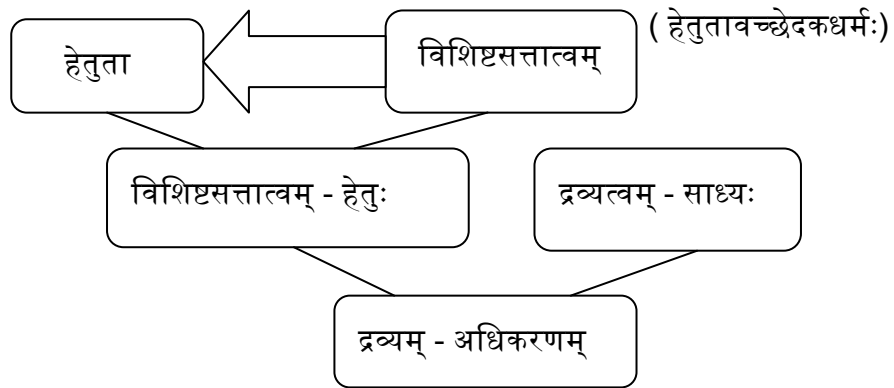 हेतुता
विशिष्टसत्तात्वम्
( हेतुतावच्छेदकधर्मः)
विशिष्टसत्तात्वम् - हेतुः
द्रव्यत्वम् - साध्यः
द्रव्यम् - अधिकरणम्